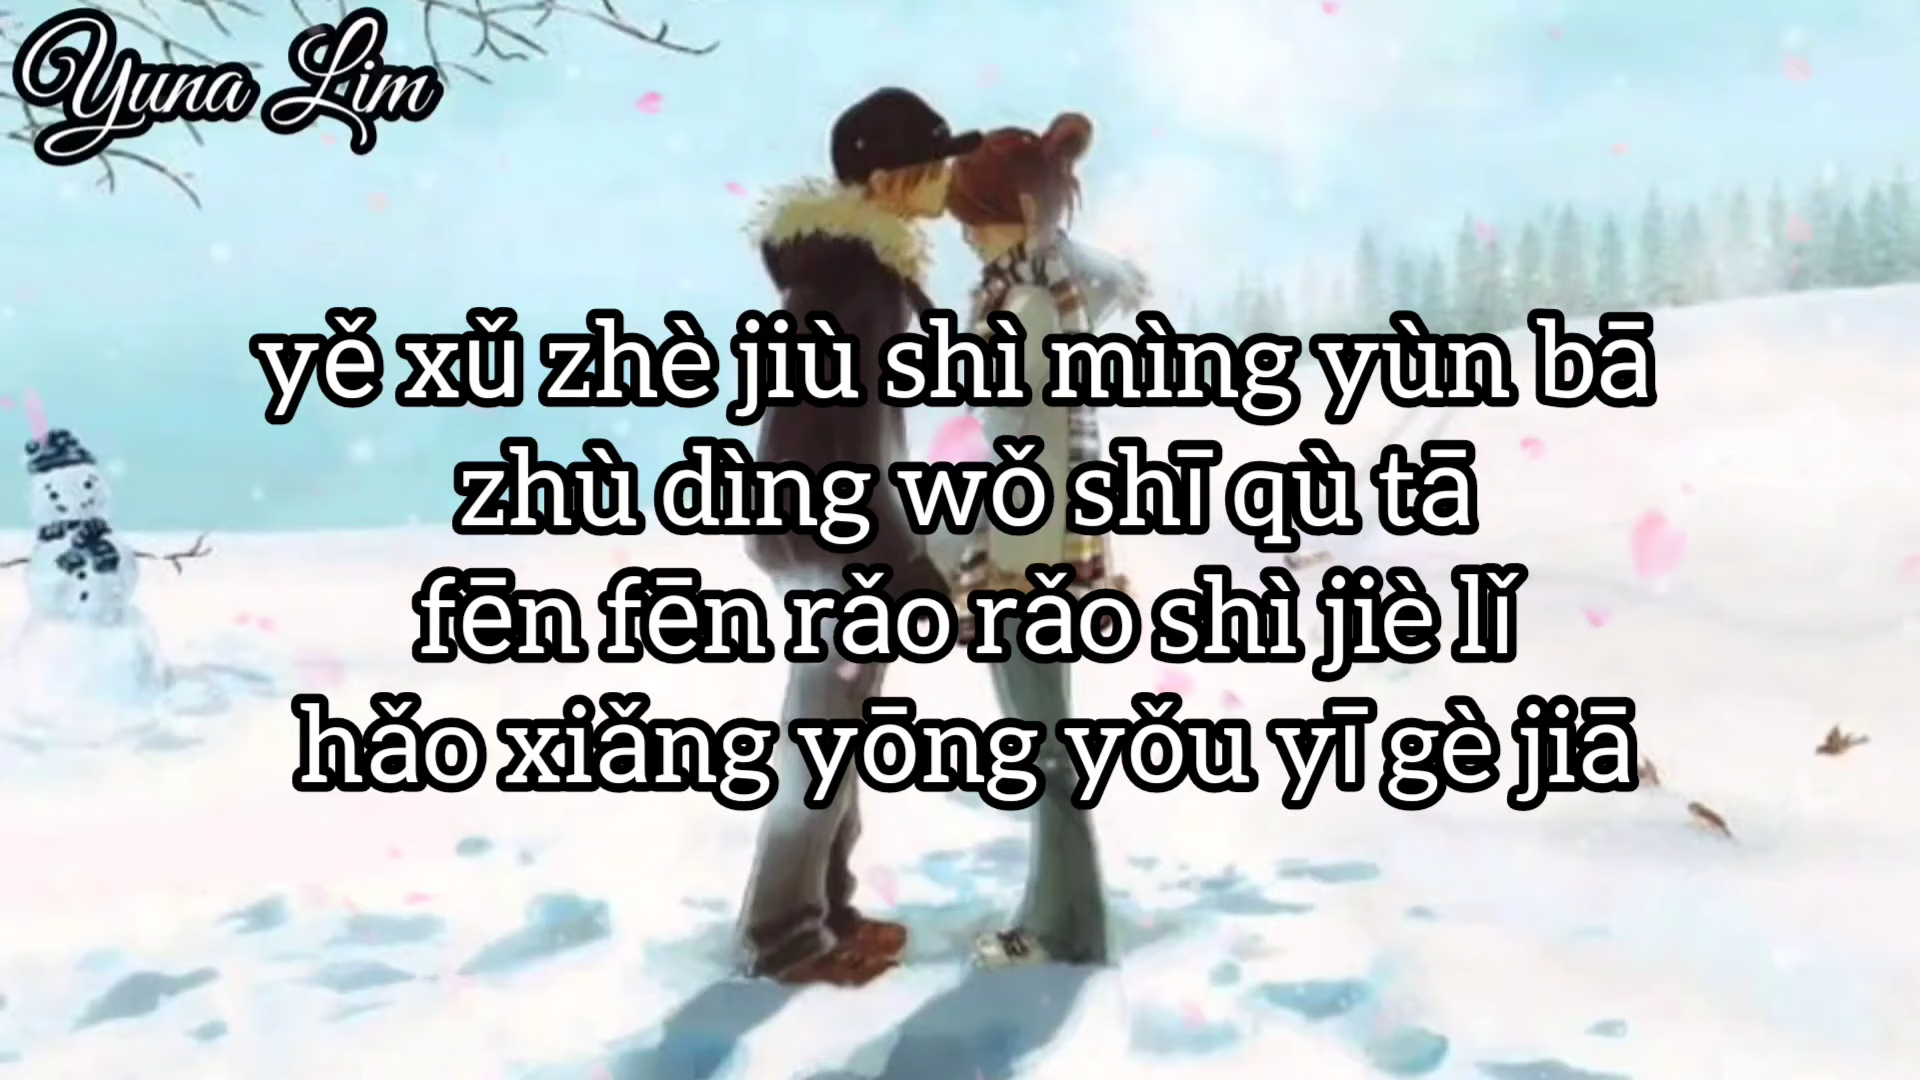 Yuna Lim
yě xǔ zhè jiù shì mìng yùn bā
zhù dìng wǒ shī qù tā
fēn fēn rǎo rǎo shì jiè lǐ
hǎo xiǎng yōng yǒu yī gè jiā